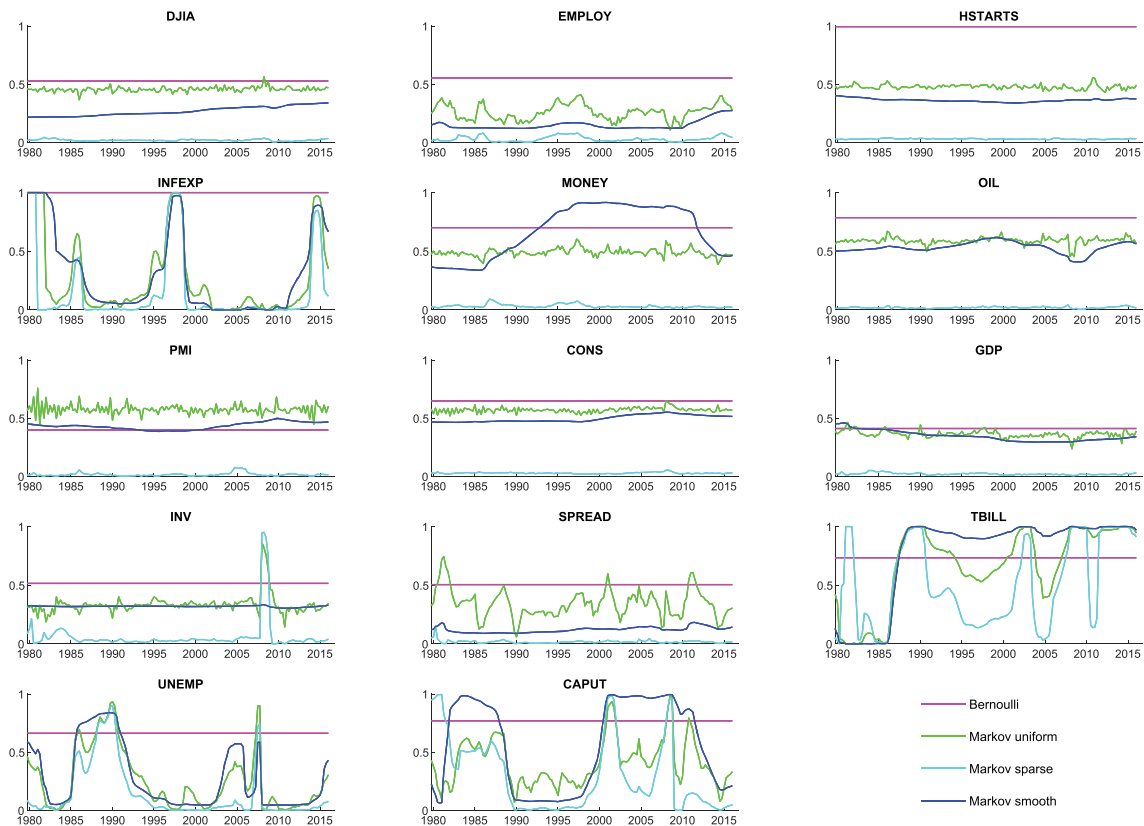 DJIA EMPLOY HSTARTS
1 1 1
0.5 0.5 0.5
0 0 0
1980 1985 1990 1995 2000 2005 2010 2015 1980 1985 1990 1995 2000 2005 2010 2015 1980 1985 1990 1995 2000 2005 2010 2015
INFEXP MONEY OIL
1 1 1
0.5 0.5 0.5
0 0 0
1980 1985 1990 1995 2000 2005 2010 2015 1980 1985 1990 1995 2000 2005 2010 2015 1980 1985 1990 1995 2000 2005 2010 2015
PMI CONS GDP
1 1 1
0.5 0.5 0.5
0 0 0
1980 1985 1990 1995 2000 2005 2010 2015 1980 1985 1990 1995 2000 2005 2010 2015 1980 1985 1990 1995 2000 2005 2010 2015
INV SPREAD TBILL
1 1 1
0.5 0.5 0.5
0 0 0
1980 1985 1990 1995 2000 2005 2010 2015 1980 1985 1990 1995 2000 2005 2010 2015 1980 1985 1990 1995 2000 2005 2010 2015
UNEMP CAPUT
1 1
0.5 0.5
0 0
1980 1985 1990 1995 2000 2005 2010 2015 1980 1985 1990 1995 2000 2005 2010 2015
Bernoulli
Markov uniform
Markov sparse
Markov smooth